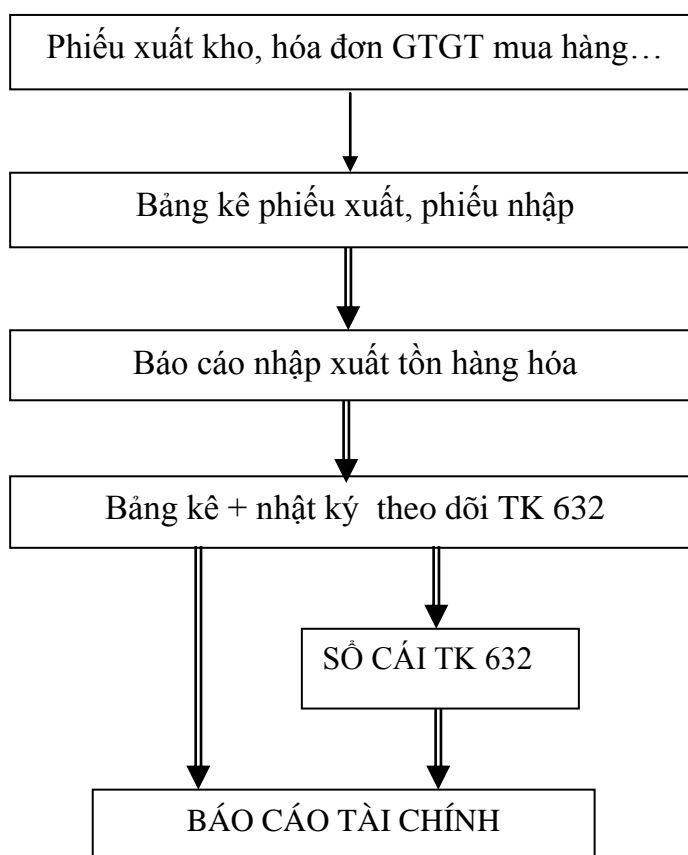 Phiếu xuất kho, hóa đơn GTGT mua hàng…
Bảng kê phiếu xuất, phiếu nhập
Báo cáo nhập xuất tồn hàng hóa
Bảng kê + nhật ký theo dõi TK 632
SỔ CÁI TK 632
BÁO CÁO TÀI CHÍNH